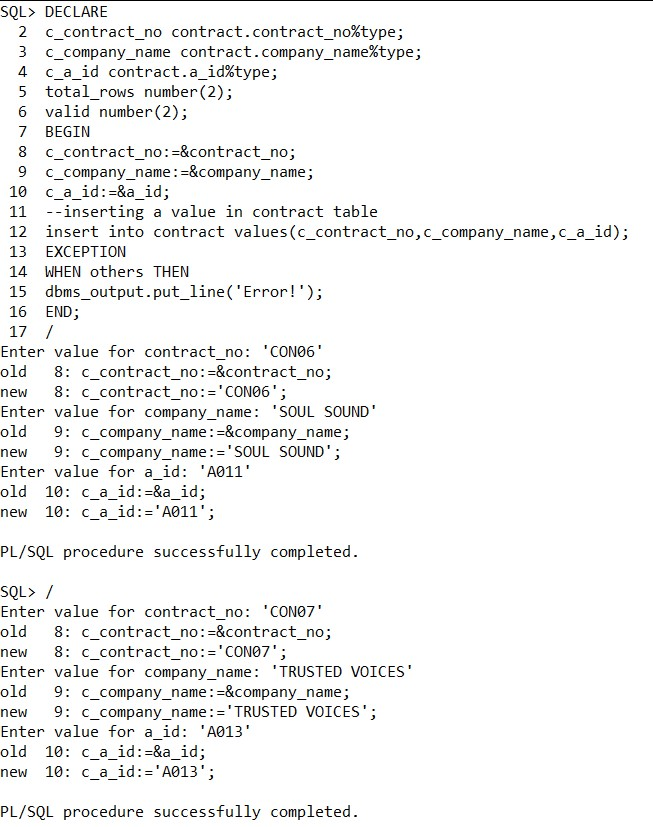 SQL> DECLARE
  2  c_contract_no contract.contract_no%type;
  3  c_company_name contract.company_name%type;
  4  c_a_id contract.a_id%type;
  5  total_rows number(2);
  6  valid number(2);
  7  BEGIN
  8  c_contract_no:=&contract_no;
  9  c_company_name:=&company_name;
 10  c_a_id:=&a_id;
 11  --inserting a value in contract table
 12  insert into contract values(c_contract_no,c_company_name,c_a_id);
 13  EXCEPTION
 14  WHEN others THEN
 15  dbms_output.put_line('Error!');
 16  END;
 17  /
Enter value for contract_no: 'CON06'
old   8: c_contract_no:=&contract_no;
new   8: c_contract_no:='CON06';
Enter value for company_name: 'SOUL SOUND'
old   9: c_company_name:=&company_name;
new   9: c_company_name:='SOUL SOUND';
Enter value for a_id: 'A011'
old  10: c_a_id:=&a_id;
new  10: c_a_id:='A011';

PL/SQL procedure successfully completed.

SQL> /
Enter value for contract_no: 'CON07'
old   8: c_contract_no:=&contract_no;
new   8: c_contract_no:='CON07';
Enter value for company_name: 'TRUSTED VOICES'
old   9: c_company_name:=&company_name;
new   9: c_company_name:='TRUSTED VOICES';
Enter value for a_id: 'A013'
old  10: c_a_id:=&a_id;
new  10: c_a_id:='A013';

PL/SQL procedure successfully completed.